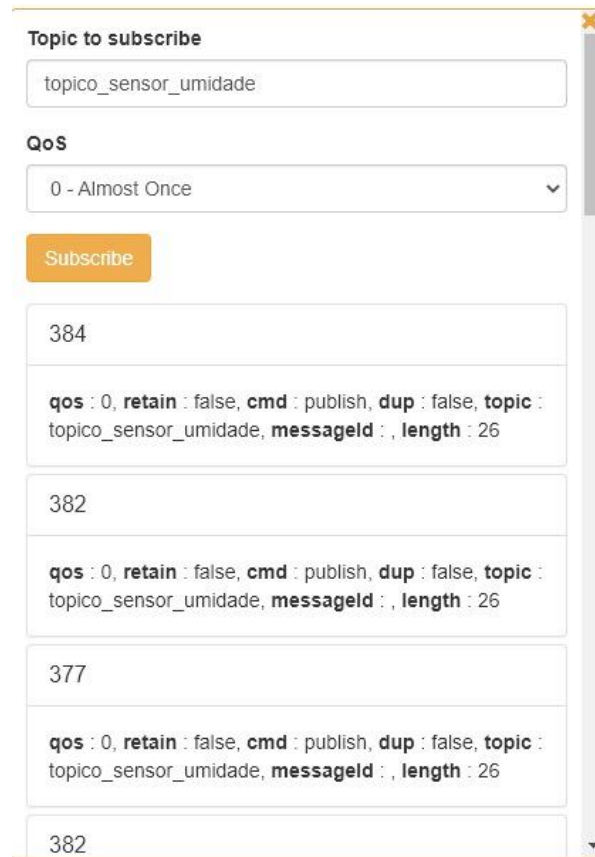 Topic to subscribe
topico_sensor_umidade
QoS
0 - Almost Once
Subscribe
384
qos : 0, retain : false, cmd : publish, dup : false, topic :
topico_sensor_umidade, messageId : , length : 26
382
qos : 0, retain : false, cmd : publish, dup : false, topic :
topico_sensor_umidade, messageId : , length : 26
377
qos : 0, retain : false, cmd : publish, dup : false, topic :
topico_sensor_umidade, messageId : , length : 26
382